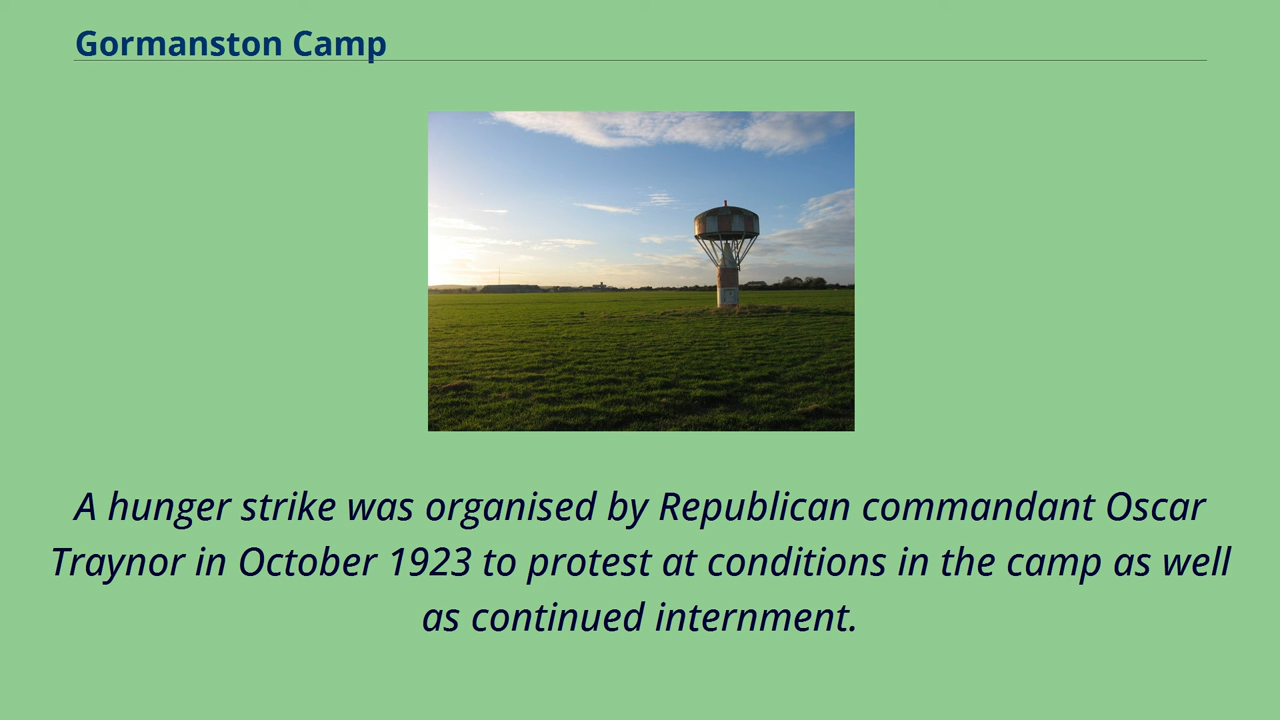 Gormanston Camp
A hunger strike was organised by Republican commandant Oscar
Traynor in October 1923 to protest at conditions in the camp as well
as continued internment.